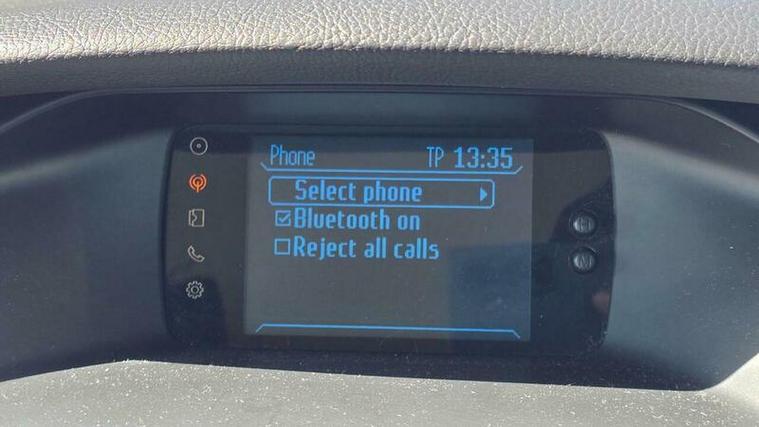 Phone TP 13:35
Select phone
Bluetooth on
Reject all calls
H
M